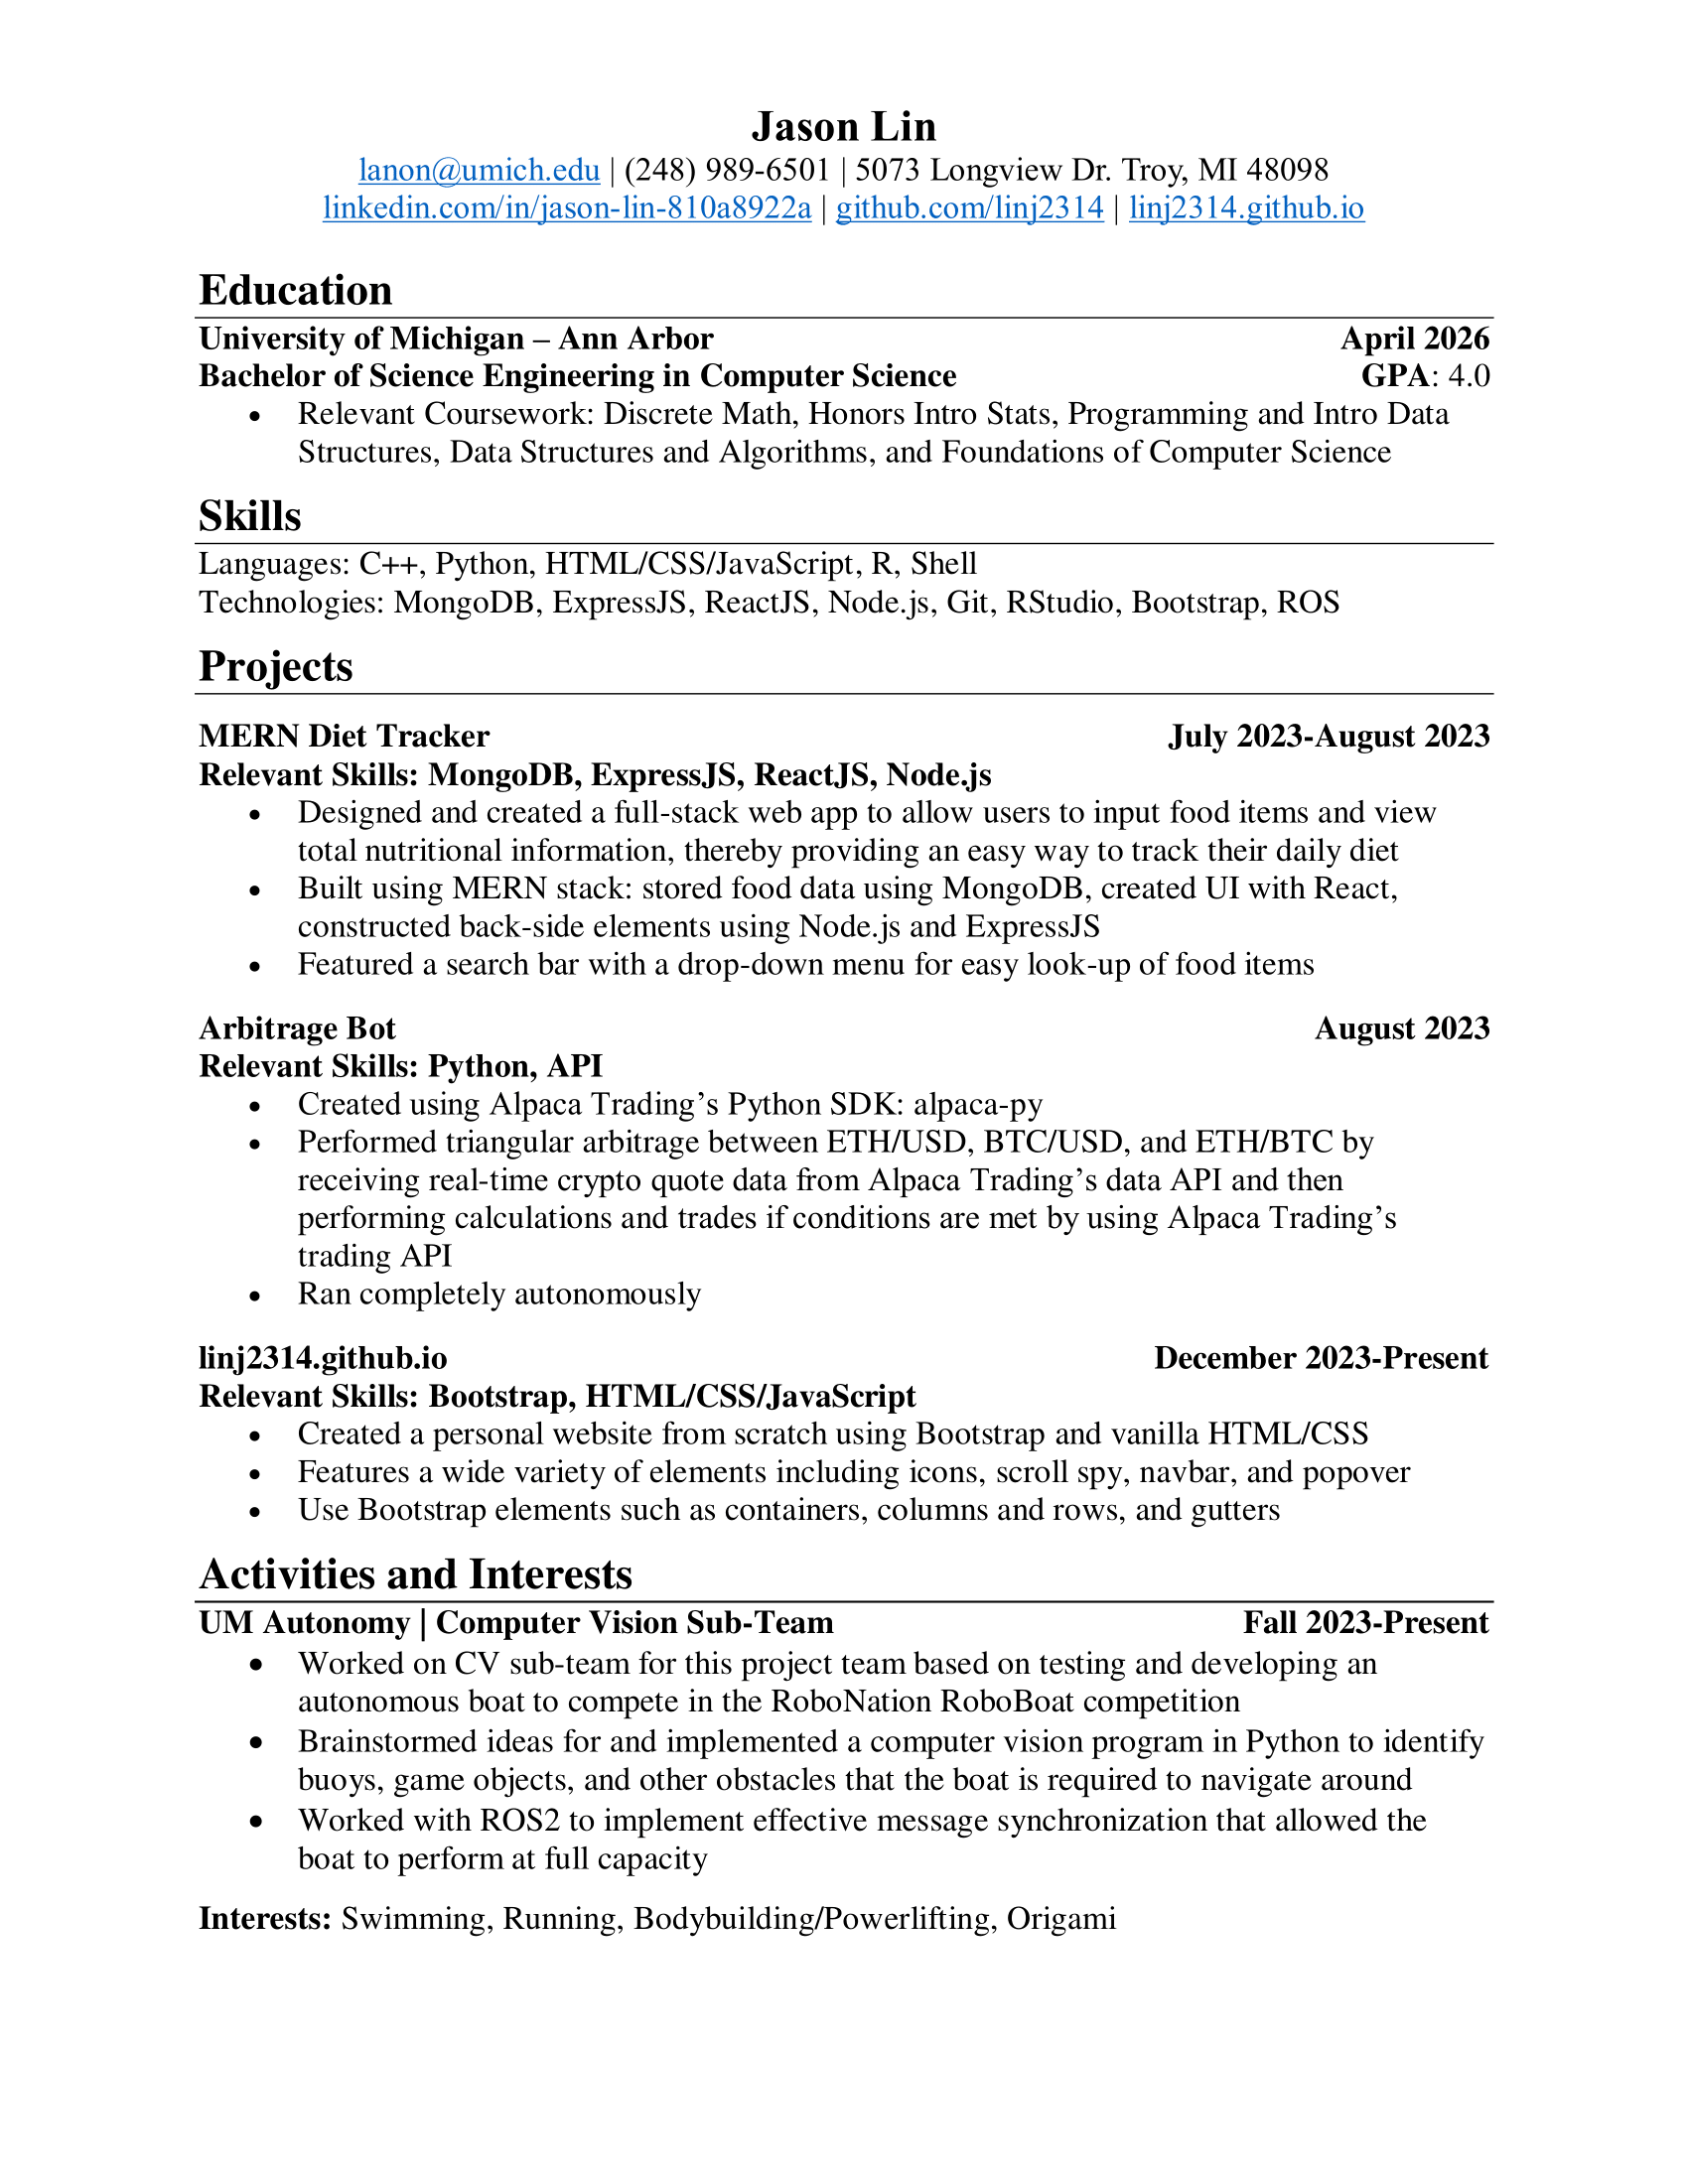 Jason Lin
lanon@umich.edu | (248) 989-6501 | 5073 Longview Dr. Troy, MI 48098
linkedin.com/in/jason-lin-810a8922a | github.com/linj2314 | linj2314.github.io
Education
University of Michigan – Ann Arbor April 2026
Bachelor of Science Engineering in Computer Science GPA: 4.0
• Relevant Coursework: Discrete Math, Honors Intro Stats, Programming and Intro Data
Structures, Data Structures and Algorithms, and Foundations of Computer Science
Skills
Languages: C++, Python, HTML/CSS/JavaScript, R, Shell
Technologies: MongoDB, ExpressJS, ReactJS, Node.js, Git, RStudio, Bootstrap, ROS
Projects
MERN Diet Tracker July 2023-August 2023
Relevant Skills: MongoDB, ExpressJS, ReactJS, Node.js
• Designed and created a full-stack web app to allow users to input food items and view
total nutritional information, thereby providing an easy way to track their daily diet
• Built using MERN stack: stored food data using MongoDB, created UI with React,
constructed back-side elements using Node.js and ExpressJS
• Featured a search bar with a drop-down menu for easy look-up of food items
Arbitrage Bot August 2023
Relevant Skills: Python, API
• Created using Alpaca Trading’s Python SDK: alpaca-py
• Performed triangular arbitrage between ETH/USD, BTC/USD, and ETH/BTC by
receiving real-time crypto quote data from Alpaca Trading’s data API and then
performing calculations and trades if conditions are met by using Alpaca Trading’s
trading API
• Ran completely autonomously
linj2314.github.io December 2023-Present
Relevant Skills: Bootstrap, HTML/CSS/JavaScript
• Created a personal website from scratch using Bootstrap and vanilla HTML/CSS
• Features a wide variety of elements including icons, scroll spy, navbar, and popover
• Use Bootstrap elements such as containers, columns and rows, and gutters
Activities and Interests
UM Autonomy | Computer Vision Sub-Team Fall 2023-Present
• Worked on CV sub-team for this project team based on testing and developing an
autonomous boat to compete in the RoboNation RoboBoat competition
• Brainstormed ideas for and implemented a computer vision program in Python to identify
buoys, game objects, and other obstacles that the boat is required to navigate around
• Worked with ROS2 to implement effective message synchronization that allowed the
boat to perform at full capacity
Interests: Swimming, Running, Bodybuilding/Powerlifting, Origami